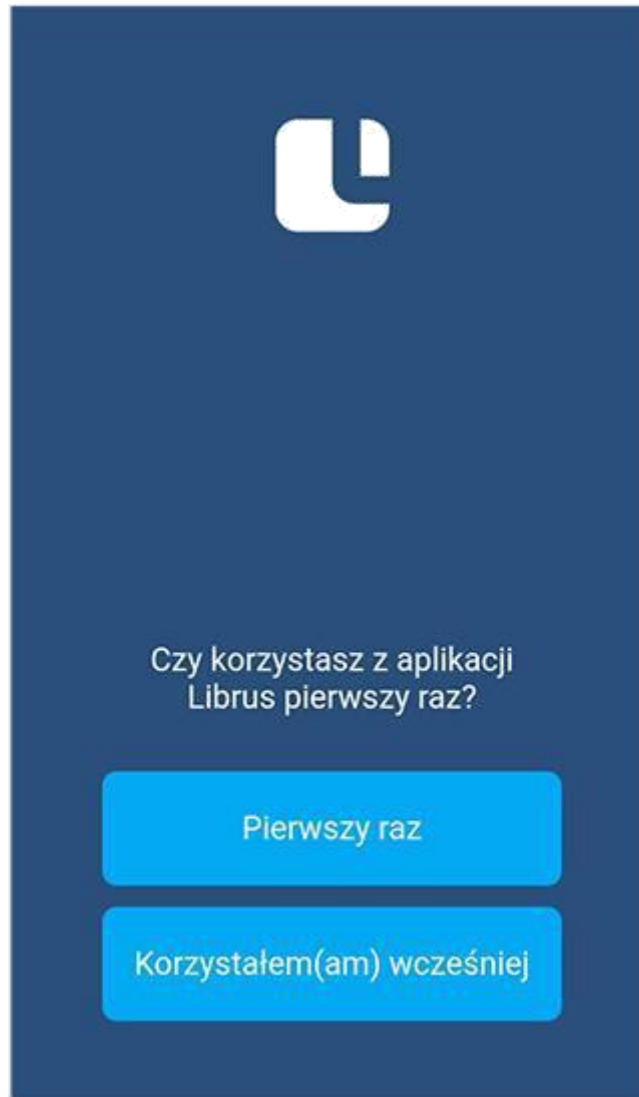 Czy korzystasz z aplikacji
Librus pierwszy raz?
Pierwszy raz
Korzystałem(am) wcześniej